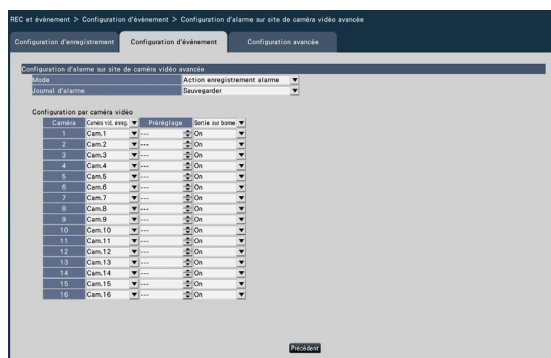 REC et événement > Configuration d'événement > Configuration d'alarme sur site de caméra vidéo avancée
Configuration d'enregistrement Configuration d'événement Configuration avancée
Configuration d'alarme sur site de caméra vidéo avancée
Mode Action enregistrement alarme
Journal d'alarme Sauvegarder
Configuration par caméra vidéo
Caméra Caméra vid. enreg. Préréglage Sortie sur borne
1 Cam.1 --- On
2 Cam.2 --- On
3 Cam.3 --- On
4 Cam.4 --- On
5 Cam.5 --- On
6 Cam.6 --- On
7 Cam.7 --- On
8 Cam.8 --- On
9 Cam.9 --- On
10 Cam.10 --- On
11 Cam.11 --- On
12 Cam.12 --- On
13 Cam.13 --- On
14 Cam.14 --- On
15 Cam.15 --- On
16 Cam.16 --- On
Précédent